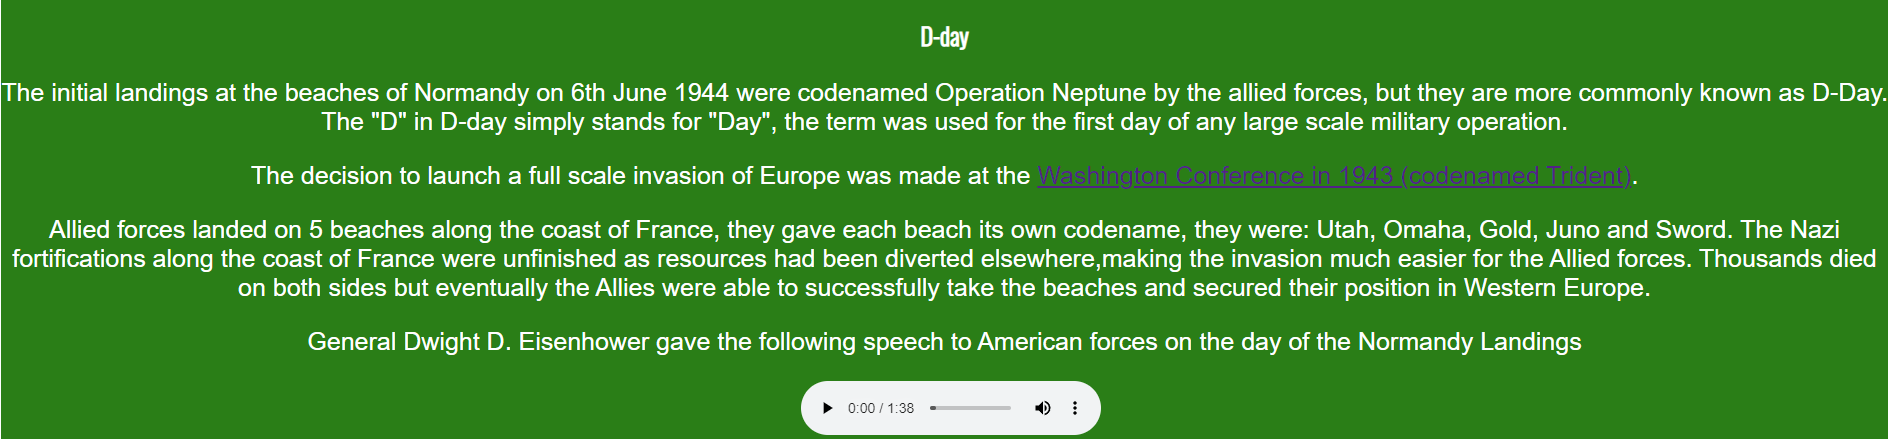 D-day
The initial landings at the beaches of Normandy on 6th June 1944 were codenamed Operation Neptune by the allied forces, but they are more commonly known as D-Day.
The "D" in D-day simply stands for "Day", the term was used for the first day of any large scale military operation.
The decision to launch a full scale invasion of Europe was made at the Washington Conference in 1943 (codenamed Trident).
Allied forces landed on 5 beaches along the coast of France, they gave each beach its own codename, they were: Utah, Omaha, Gold, Juno and Sword. The Nazi
fortifications along the coast of France were unfinished as resources had been diverted elsewhere,making the invasion much easier for the Allied forces. Thousands died
on both sides but eventually the Allies were able to successfully take the beaches and secured their position in Western Europe.
General Dwight D. Eisenhower gave the following speech to American forces on the day of the Normandy Landings
0:00 / 1:38